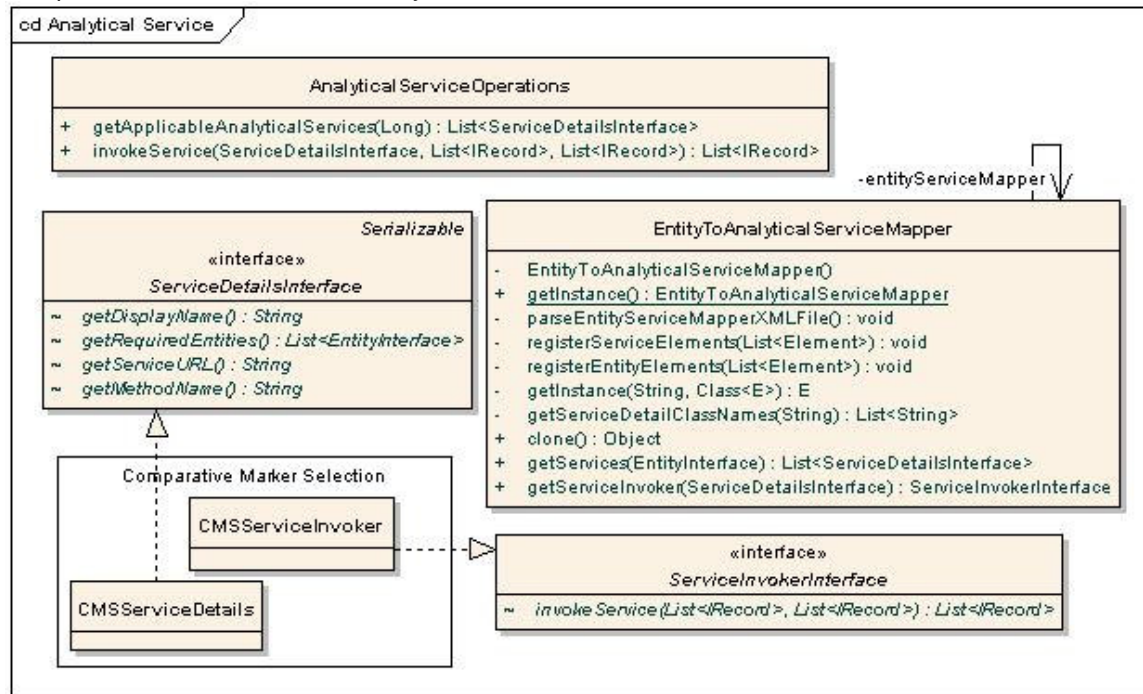 cd Analytical Service
AnalyticalServiceOperations
+ getApplicableAnalyticalServices(Long) : List<ServiceDetailsInterface>
+ invokeService(ServiceDetailsInterface, List<IRecord>, List<IRecord>) : List<IRecord>
-entityServiceMapper
Serializable
«interface»
ServiceDetailsInterface
~ getDisplayName() : String
~ getRequiredEntities() : List<EntityInterface>
~ getServiceURL() : String
~ getMethodName() : String
EntityToAnalyticalServiceMapper
- EntityToAnalyticalServiceMapper()
+ getInstance() : EntityToAnalyticalServiceMapper
- parseEntityServiceMapperXMLFile() : void
- registerServiceElements(List<Element>) : void
- registerEntityElements(List<Element>) : void
- getInstance(String, Class<E>) : E
- getServiceDetailClassNames(String) : List<String>
+ clone() : Object
+ getServices(EntityInterface) : List<ServiceDetailsInterface>
+ getServiceInvoker(ServiceDetailsInterface) : ServiceInvokerInterface
Comparative Marker Selection
CMSServiceInvoker
CMSServiceDetails
«interface»
ServiceInvokerInterface
~ invokeService(List<IRecord>, List<IRecord>) : List<IRecord>